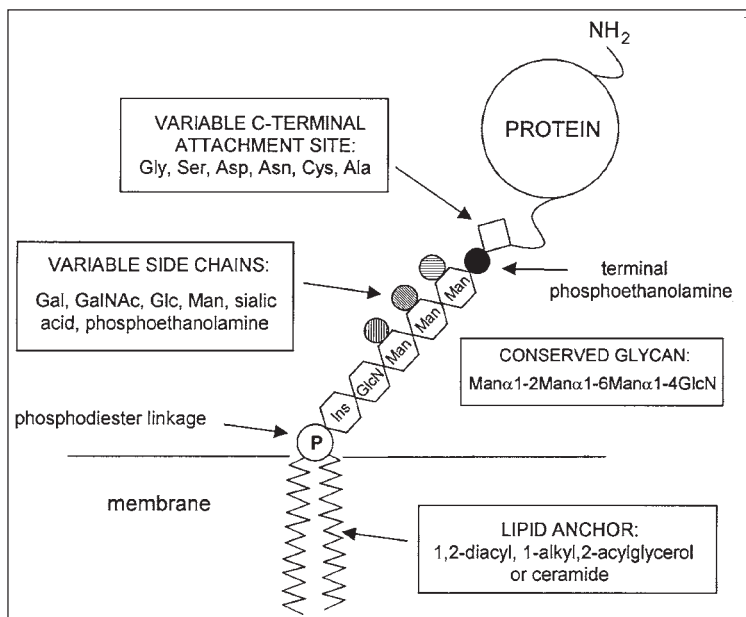 NH2
PROTEIN
VARIABLE C-TERMINAL
ATTACHMENT SITE:
Gly, Ser, Asp, Asn, Cys, Ala
VARIABLE SIDE CHAINS:
Gal, GalNAc, Glc, Man, sialic
acid, phosphoethanolamine
terminal
phosphoethanolamine
Man
Man
Man
GlcN
Ins
CONSERVED GLYCAN:
Manα1-2Manα1-6Manα1-4GlcN
phosphodiester linkage
P
membrane
LIPID ANCHOR:
1,2-diacyl, 1-alkyl,2-acylglycerol
or ceramide